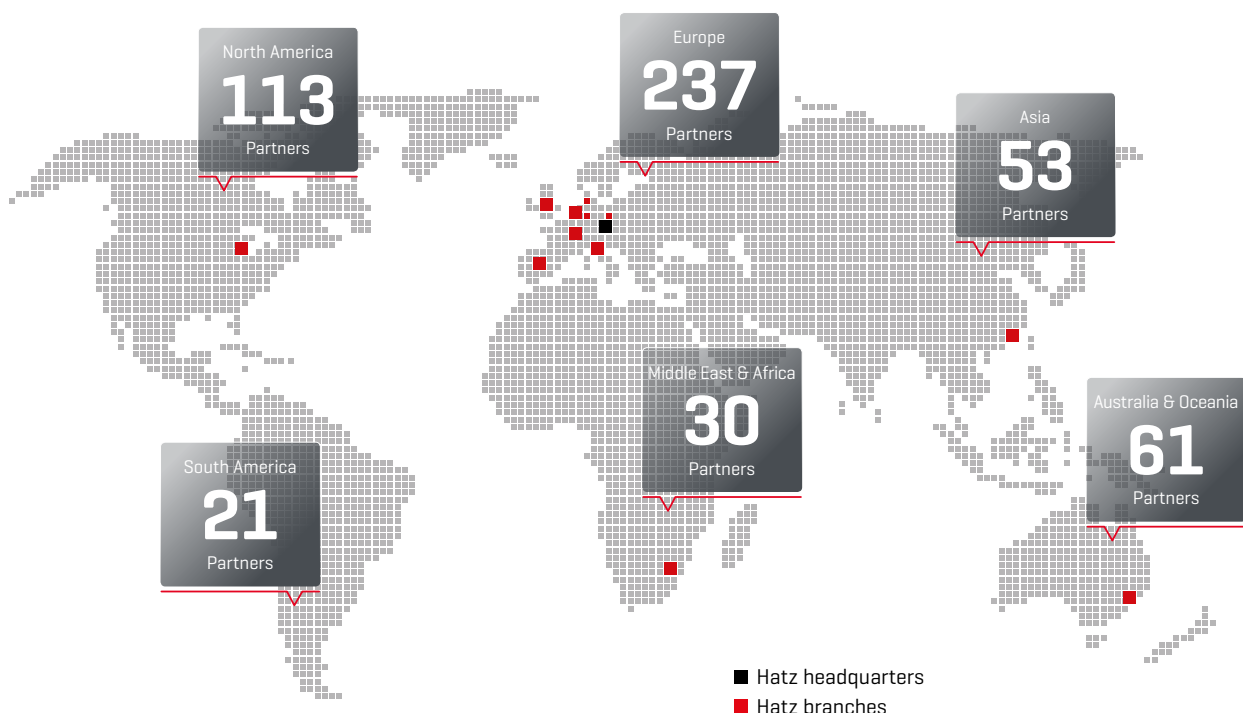 North America
113
Partners
Europe
237
Partners
Asia
53
Partners
Middle East & Africa
30
Partners
Australia & Oceania
61
Partners
South America
21
Partners
Hatz headquarters
Hatz branches